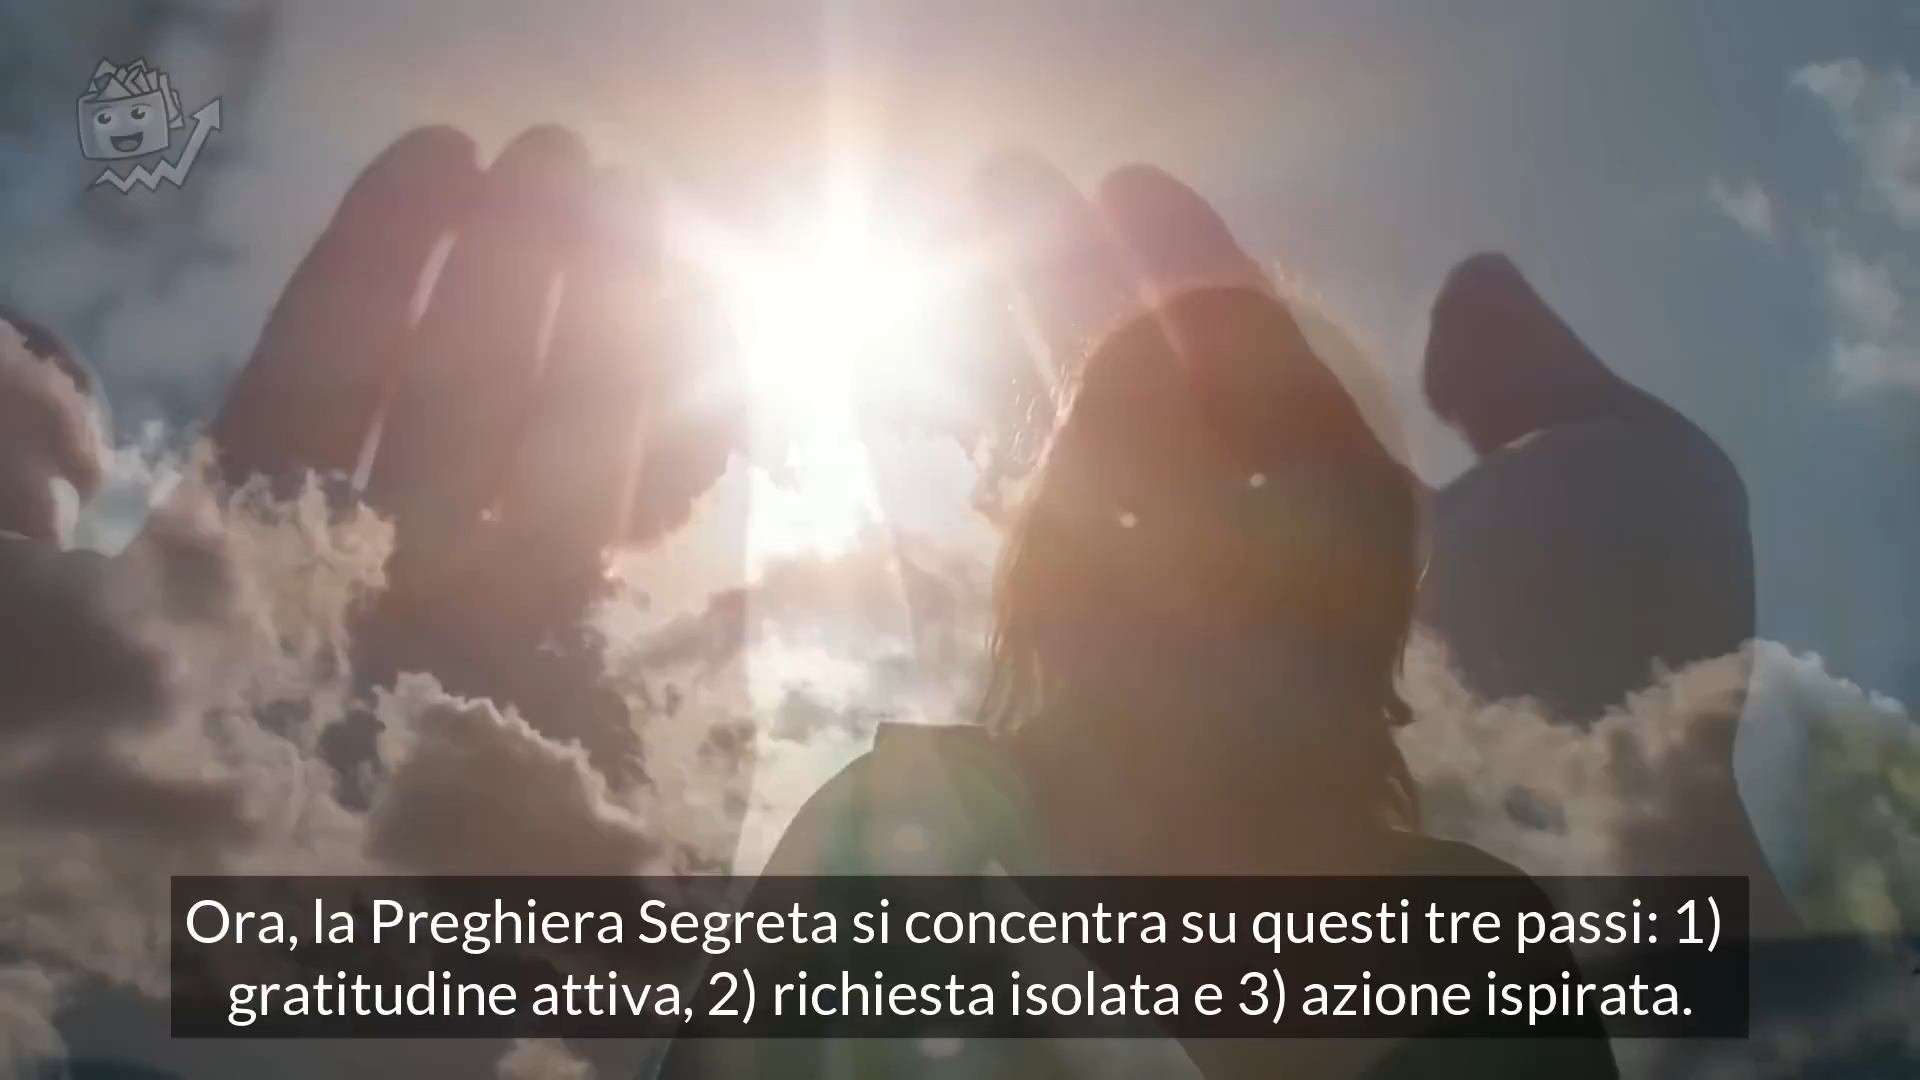 Ora, la Preghiera Segreta si concentra su questi tre passi: 1)
gratitudine attiva, 2) richiesta isolata e 3) azione ispirata.